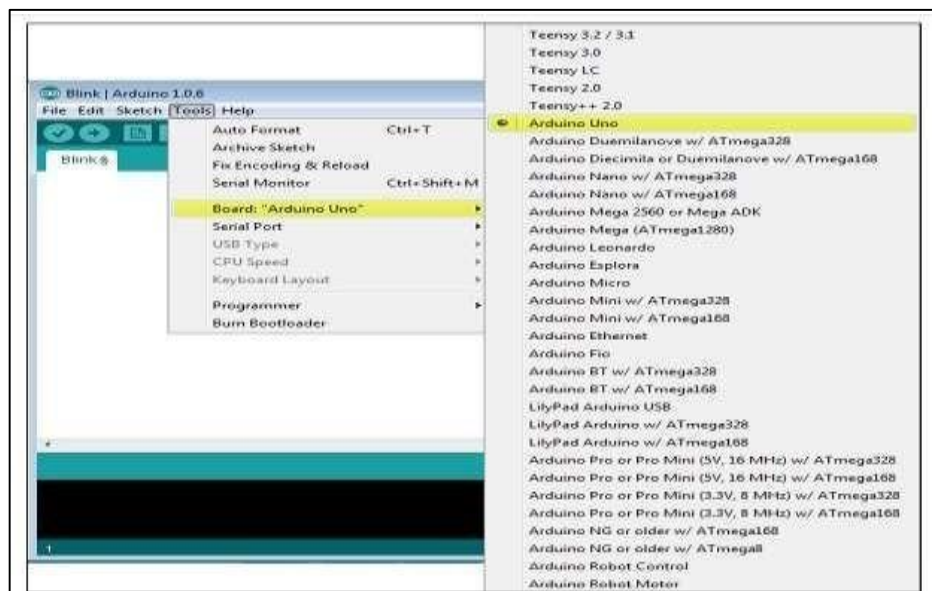 Blink | Arduino 1.0.6
File Edit Sketch Tools Help
Blink §
Auto Format Ctrl+T
Archive Sketch
Fix Encoding & Reload
Serial Monitor Ctrl+Shift+M
Board: "Arduino Uno"
Serial Port
USB Type
CPU Speed
Keyboard Layout
Programmer
Burn Bootloader
1
Teensy 3.2 / 3.1
Teensy 3.0
Teensy LC
Teensy 2.0
Teensy++ 2.0
Arduino Uno
Arduino Duemilanove w/ ATmega328
Arduino Diecimila or Duemilanove w/ ATmega168
Arduino Nano w/ ATmega328
Arduino Nano w/ ATmega168
Arduino Mega 2560 or Mega ADK
Arduino Mega (ATmega1280)
Arduino Leonardo
Arduino Esplora
Arduino Micro
Arduino Mini w/ ATmega328
Arduino Mini w/ ATmega168
Arduino Ethernet
Arduino Fio
Arduino BT w/ ATmega328
Arduino BT w/ ATmega168
LilyPad Arduino USB
LilyPad Arduino w/ ATmega328
LilyPad Arduino w/ ATmega168
Arduino Pro or Pro Mini (5V, 16 MHz) w/ ATmega328
Arduino Pro or Pro Mini (5V, 16 MHz) w/ ATmega168
Arduino Pro or Pro Mini (3.3V, 8 MHz) w/ ATmega328
Arduino Pro or Pro Mini (3.3V, 8 MHz) w/ ATmega168
Arduino NG or older w/ ATmega168
Arduino NG or older w/ ATmega8
Arduino Robot Control
Arduino Robot Motor